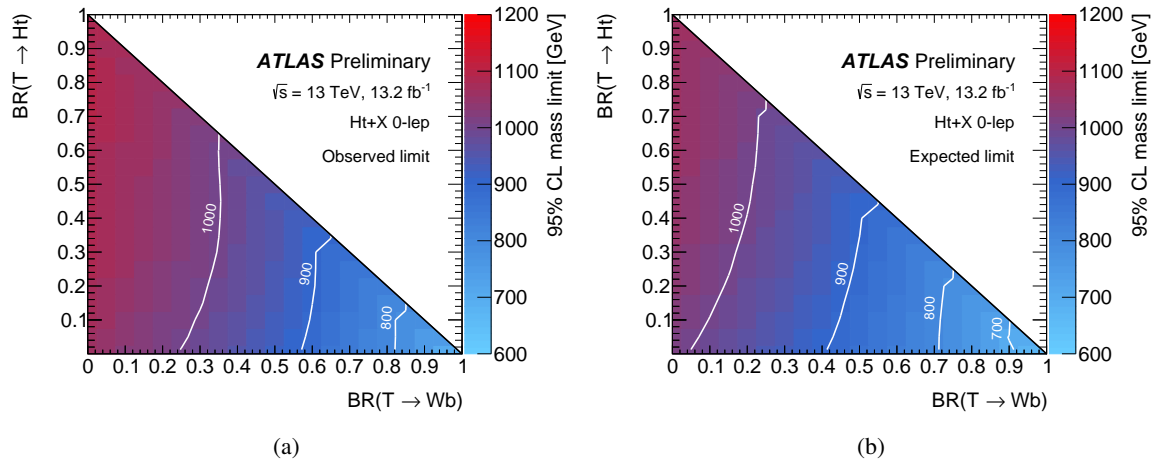 BR(T → Ht)
1
0.9
0.8
0.7
0.6
0.5
0.4
0.3
0.2
0.1
ATLAS Preliminary
√s = 13 TeV, 13.2 fb⁻¹
Ht+X 0-lep
Observed limit
1000
900
800
0 0.1 0.2 0.3 0.4 0.5 0.6 0.7 0.8 0.9 1
BR(T → Wb)
1200
1100
1000
900
800
700
600
95% CL mass limit [GeV]
(a)
BR(T → Ht)
1
0.9
0.8
0.7
0.6
0.5
0.4
0.3
0.2
0.1
ATLAS Preliminary
√s = 13 TeV, 13.2 fb⁻¹
Ht+X 0-lep
Expected limit
1000
900
800
700
0 0.1 0.2 0.3 0.4 0.5 0.6 0.7 0.8 0.9 1
BR(T → Wb)
1200
1100
1000
900
800
700
600
95% CL mass limit [GeV]
(b)